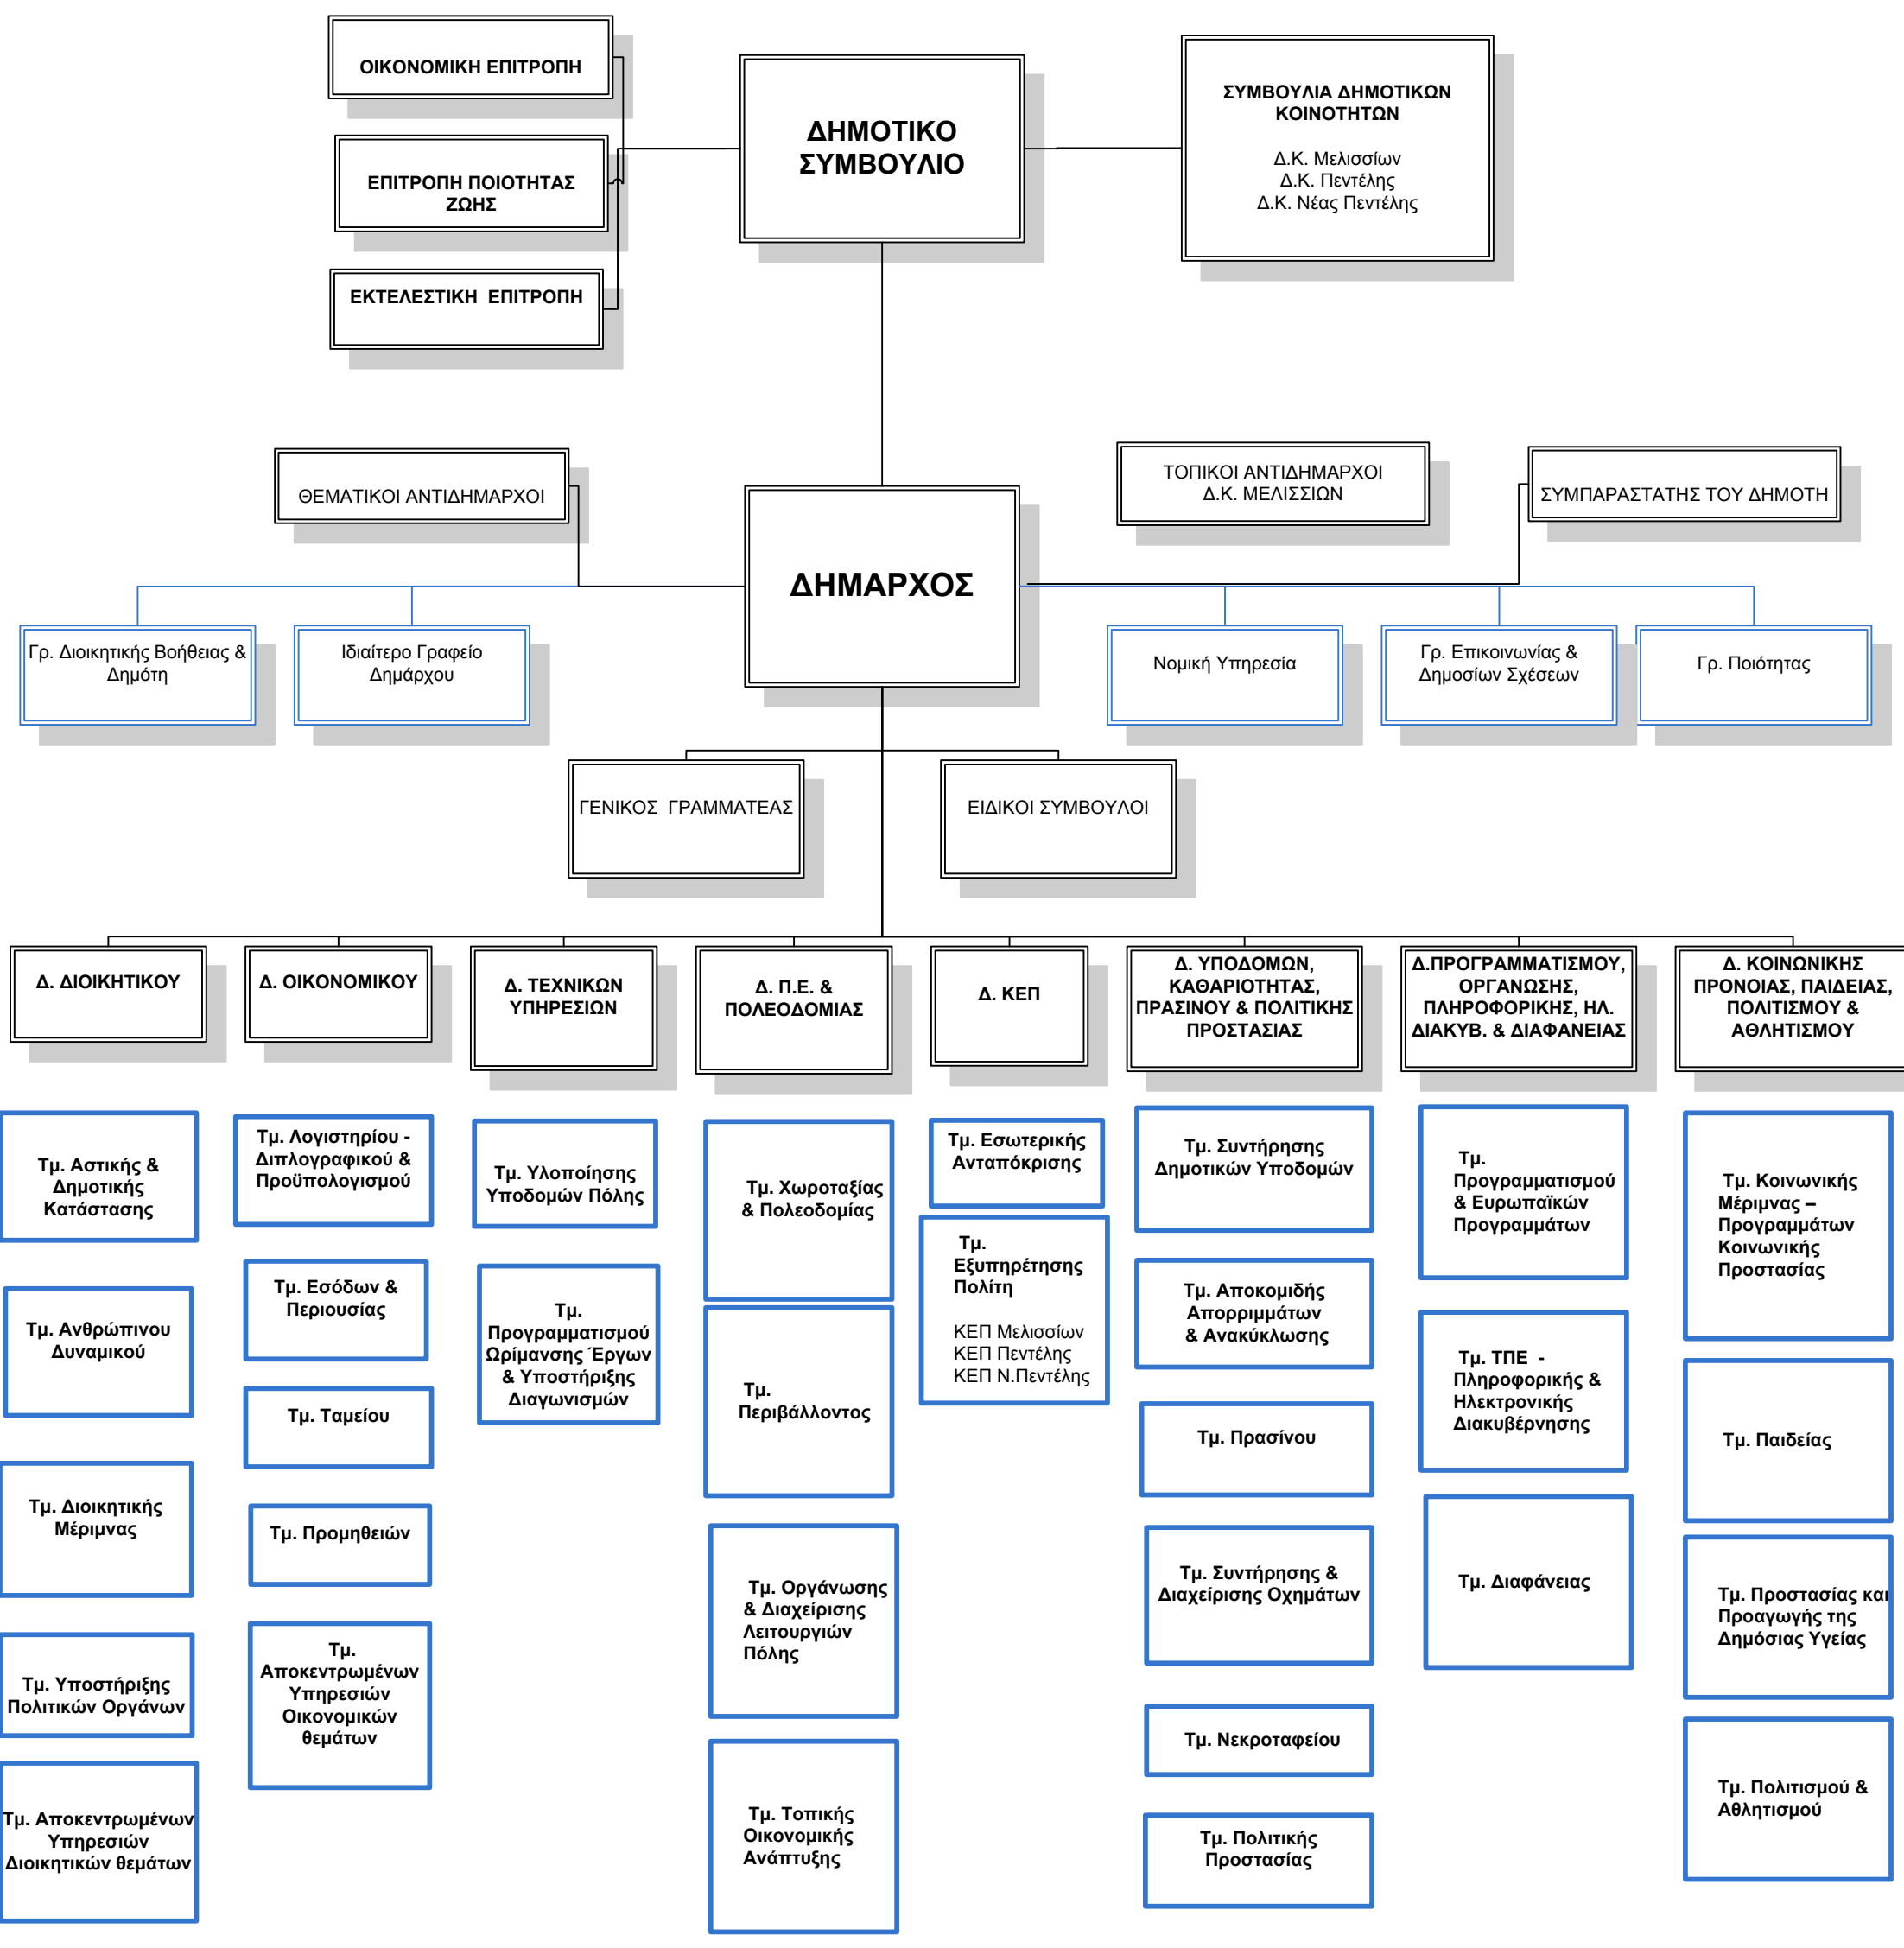 ΟΙΚΟΝΟΜΙΚΗ ΕΠΙΤΡΟΠΗ
ΕΠΙΤΡΟΠΗ ΠΟΙΟΤΗΤΑΣ
ΖΩΗΣ
ΕΚΤΕΛΕΣΤΙΚΗ ΕΠΙΤΡΟΠΗ
ΔΗΜΟΤΙΚΟ
ΣΥΜΒΟΥΛΙΟ
ΣΥΜΒΟΥΛΙΑ ΔΗΜΟΤΙΚΩΝ
ΚΟΙΝΟΤΗΤΩΝ
Δ.Κ. Μελισσίων
Δ.Κ. Πεντέλης
Δ.Κ. Νέας Πεντέλης
ΘΕΜΑΤΙΚΟΙ ΑΝΤΙΔΗΜΑΡΧΟΙ
ΔΗΜΑΡΧΟΣ
ΤΟΠΙΚΟΙ ΑΝΤΙΔΗΜΑΡΧΟΙ
Δ.Κ. ΜΕΛΙΣΣΙΩΝ
ΣΥΜΠΑΡΑΣΤΑΤΗΣ ΤΟΥ ΔΗΜΟΤΗ
Γρ. Διοικητικής Βοήθειας &
Δημότη
Ιδιαίτερο Γραφείο
Δημάρχου
Νομική Υπηρεσία
Γρ. Επικοινωνίας &
Δημοσίων Σχέσεων
Γρ. Ποιότητας
ΓΕΝΙΚΟΣ ΓΡΑΜΜΑΤΕΑΣ
ΕΙΔΙΚΟΙ ΣΥΜΒΟΥΛΟΙ
Δ. ΔΙΟΙΚΗΤΙΚΟΥ
Δ. ΟΙΚΟΝΟΜΙΚΟΥ
Δ. ΤΕΧΝΙΚΩΝ
ΥΠΗΡΕΣΙΩΝ
Δ. Π.Ε. &
ΠΟΛΕΟΔΟΜΙΑΣ
Δ. ΚΕΠ
Δ. ΥΠΟΔΟΜΩΝ,
ΚΑΘΑΡΙΟΤΗΤΑΣ,
ΠΡΑΣΙΝΟΥ & ΠΟΛΙΤΙΚΗΣ
ΠΡΟΣΤΑΣΙΑΣ
Δ.ΠΡΟΓΡΑΜΜΑΤΙΣΜΟΥ,
ΟΡΓΑΝΩΣΗΣ,
ΠΛΗΡΟΦΟΡΙΚΗΣ, ΗΛ.
ΔΙΑΚΥΒ. & ΔΙΑΦΑΝΕΙΑΣ
Δ. ΚΟΙΝΩΝΙΚΗΣ
ΠΡΟΝΟΙΑΣ, ΠΑΙΔΕΙΑΣ,
ΠΟΛΙΤΙΣΜΟΥ &
ΑΘΛΗΤΙΣΜΟΥ
Τμ. Αστικής &
Δημοτικής
Κατάστασης
Τμ. Ανθρώπινου
Δυναμικού
Τμ. Διοικητικής
Μέριμνας
Τμ. Υποστήριξης
Πολιτικών Οργάνων
Τμ. Αποκεντρωμένων
Υπηρεσιών
Διοικητικών θεμάτων
Τμ. Λογιστηρίου -
Διπλογραφικού &
Προϋπολογισμού
Τμ. Εσόδων &
Περιουσίας
Τμ. Ταμείου
Τμ. Προμηθειών
Τμ.
Αποκεντρωμένων
Υπηρεσιών
Οικονομικών
θεμάτων
Τμ. Υλοποίησης
Υποδομών Πόλης
Τμ.
Προγραμματισμού
Ωρίμανσης Έργων
& Υποστήριξης
Διαγωνισμών
Τμ. Χωροταξίας
& Πολεοδομίας
Τμ.
Περιβάλλοντος
Τμ. Οργάνωσης
& Διαχείρισης
Λειτουργιών
Πόλης
Τμ. Τοπικής
Οικονομικής
Ανάπτυξης
Τμ. Εσωτερικής
Ανταπόκρισης
Τμ.
Εξυπηρέτησης
Πολίτη
ΚΕΠ Μελισσίων
ΚΕΠ Πεντέλης
ΚΕΠ Ν.Πεντέλης
Τμ. Συντήρησης
Δημοτικών Υποδομών
Τμ. Αποκομιδής
Απορριμμάτων
& Ανακύκλωσης
Τμ. Πρασίνου
Τμ. Συντήρησης &
Διαχείρισης Οχημάτων
Τμ. Νεκροταφείου
Τμ. Πολιτικής
Προστασίας
Τμ.
Προγραμματισμού
& Ευρωπαϊκών
Προγραμμάτων
Τμ. ΤΠΕ -
Πληροφορικής &
Ηλεκτρονικής
Διακυβέρνησης
Τμ. Διαφάνειας
Τμ. Κοινωνικής
Μέριμνας –
Προγραμμάτων
Κοινωνικής
Προστασίας
Τμ. Παιδείας
Τμ. Προστασίας και
Προαγωγής της
Δημόσιας Υγείας
Τμ. Πολιτισμού &
Αθλητισμού